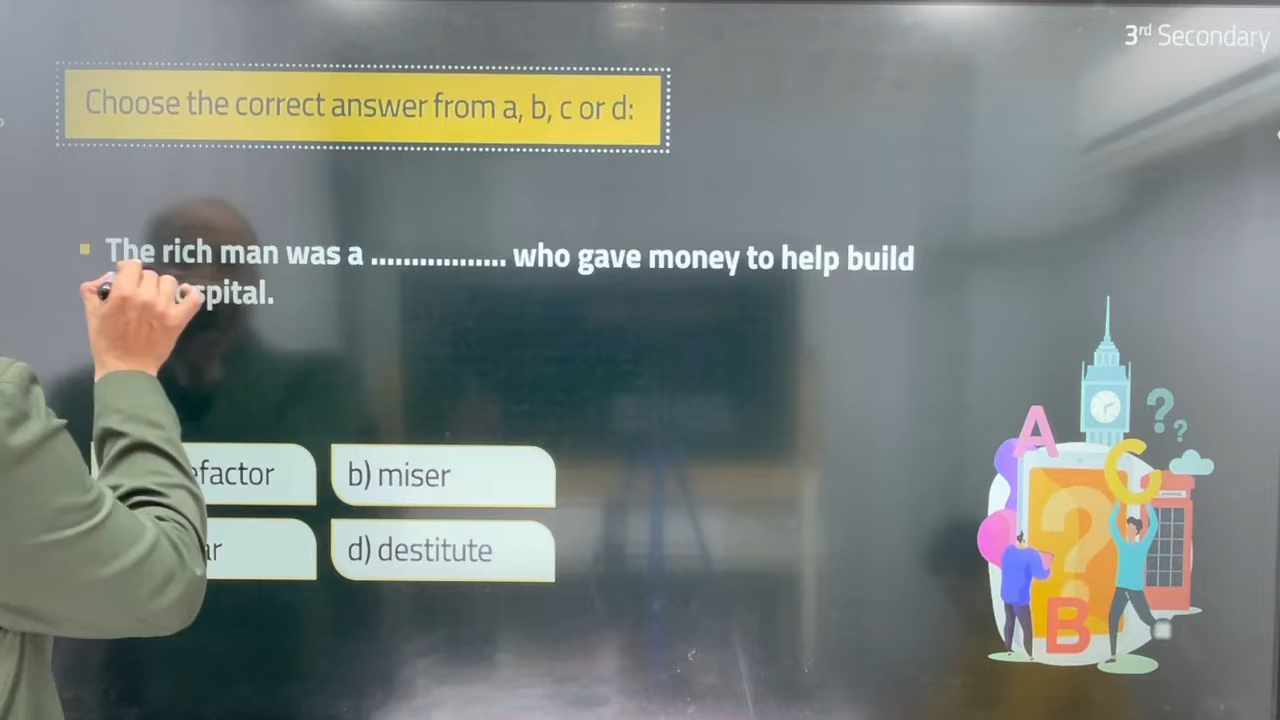 3rd Secondary
Choose the correct answer from a, b, c or d:
The rich man was a ................. who gave money to help build
spital.
efactor
b) miser
ar
d) destitute
A
C
B
? ? ?
?